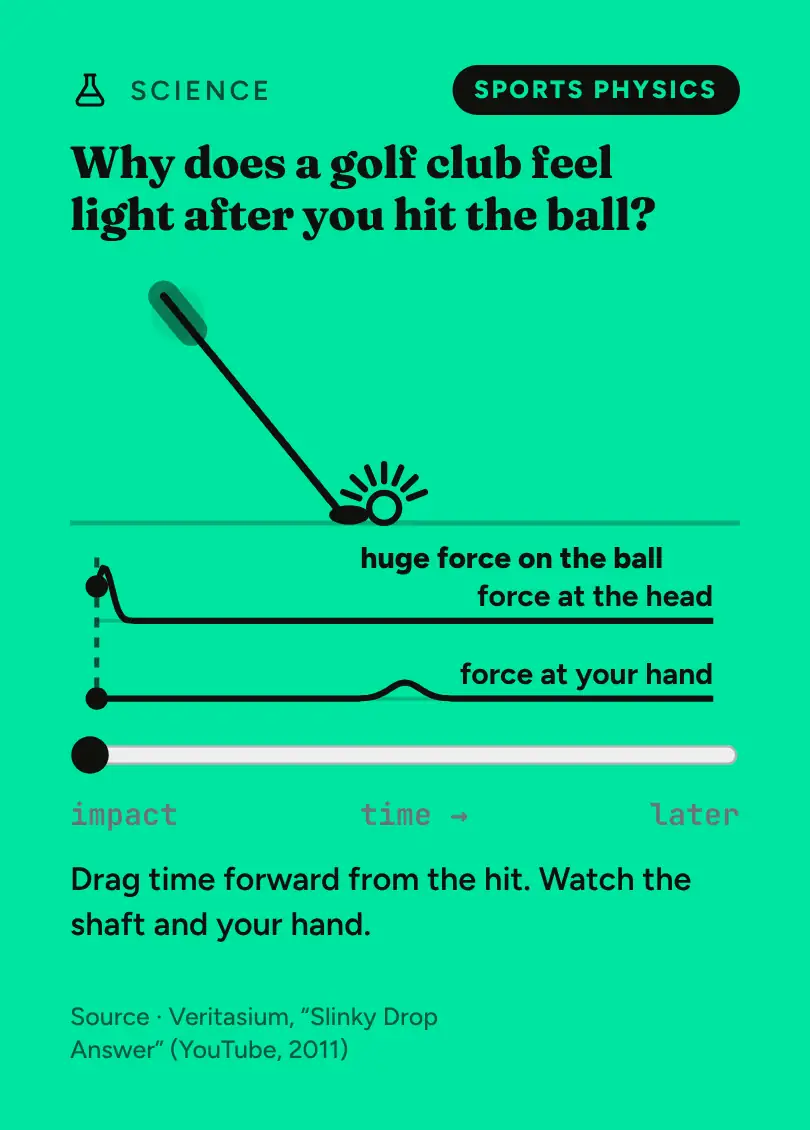 SCIENCE
SPORTS PHYSICS
Why does a golf club feel
light after you hit the ball?
huge force on the ball
force at the head
force at your hand
impact
time →
later
Drag time forward from the hit. Watch the
shaft and your hand.
Source · Veritasium, “Slinky Drop
Answer” (YouTube, 2011)